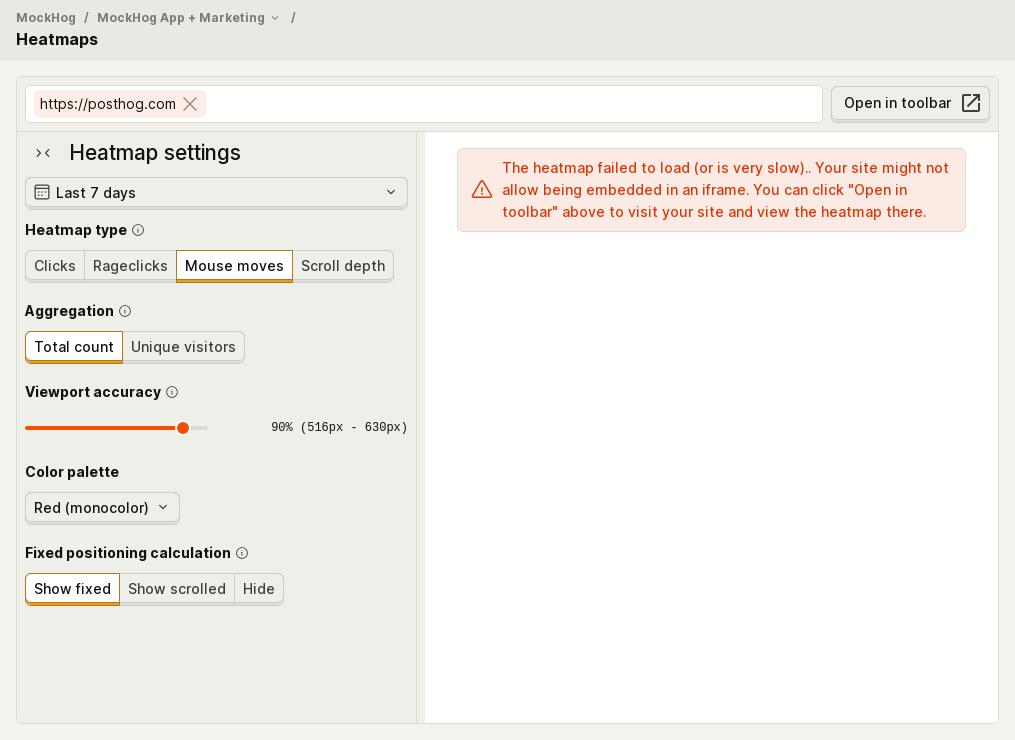 MockHog / MockHog App + Marketing /
Heatmaps
https://posthog.com
Open in toolbar
Heatmap settings
Last 7 days
Heatmap type
Clicks Rageclicks Mouse moves Scroll depth
Aggregation
Total count Unique visitors
Viewport accuracy
90% (516px - 630px)
Color palette
Red (monocolor)
Fixed positioning calculation
Show fixed Show scrolled Hide
The heatmap failed to load (or is very slow).. Your site might not
allow being embedded in an iframe. You can click "Open in
toolbar" above to visit your site and view the heatmap there.